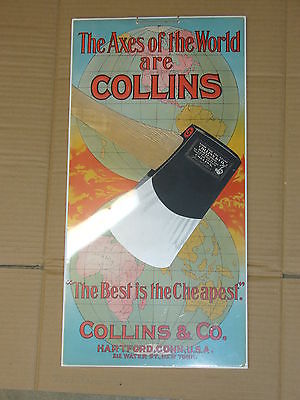 The Axes of the World
are
COLLINS
"The Best is the Cheapest."
COLLINS & CO.
HARTFORD, CONN., U.S.A.
212 WATER ST. NEW YORK.